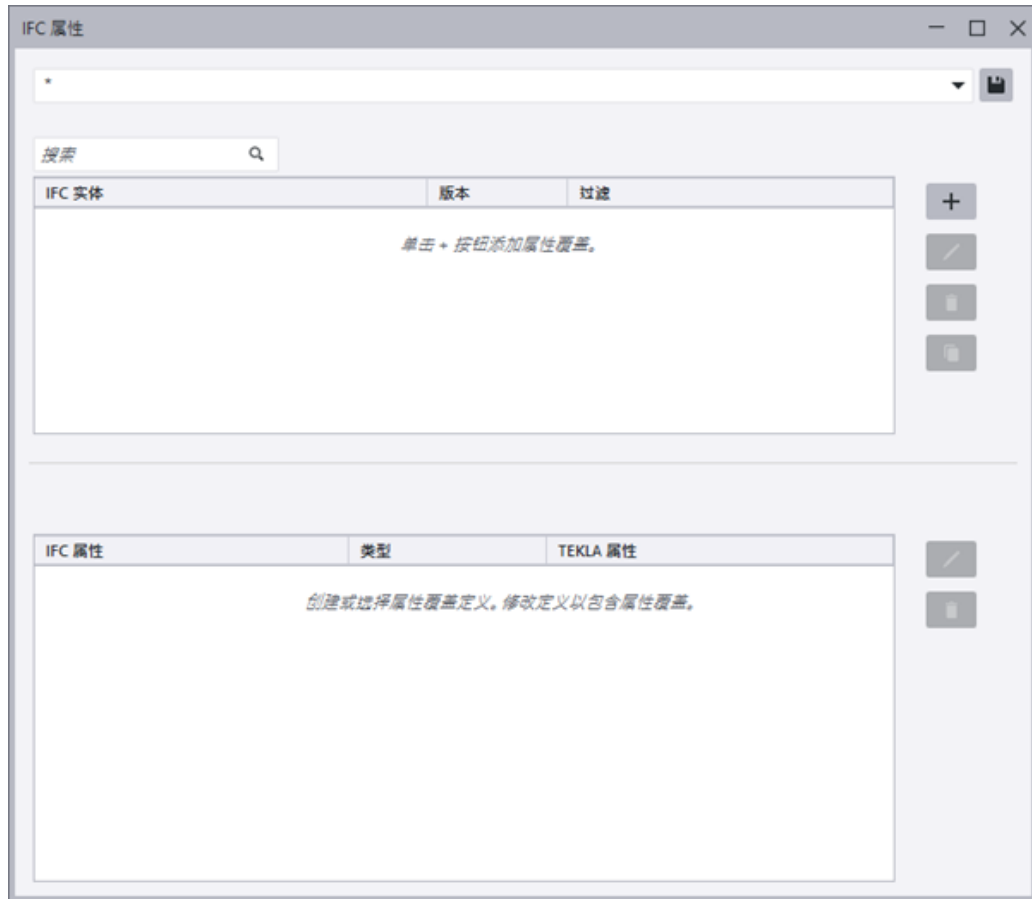 IFC 属性
*
搜索
IFC 实体 版本 过滤
单击 + 按钮添加属性覆盖。
IFC 属性 类型 TEKLA 属性
创建或选择属性覆盖定义。修改定义以包含属性覆盖。